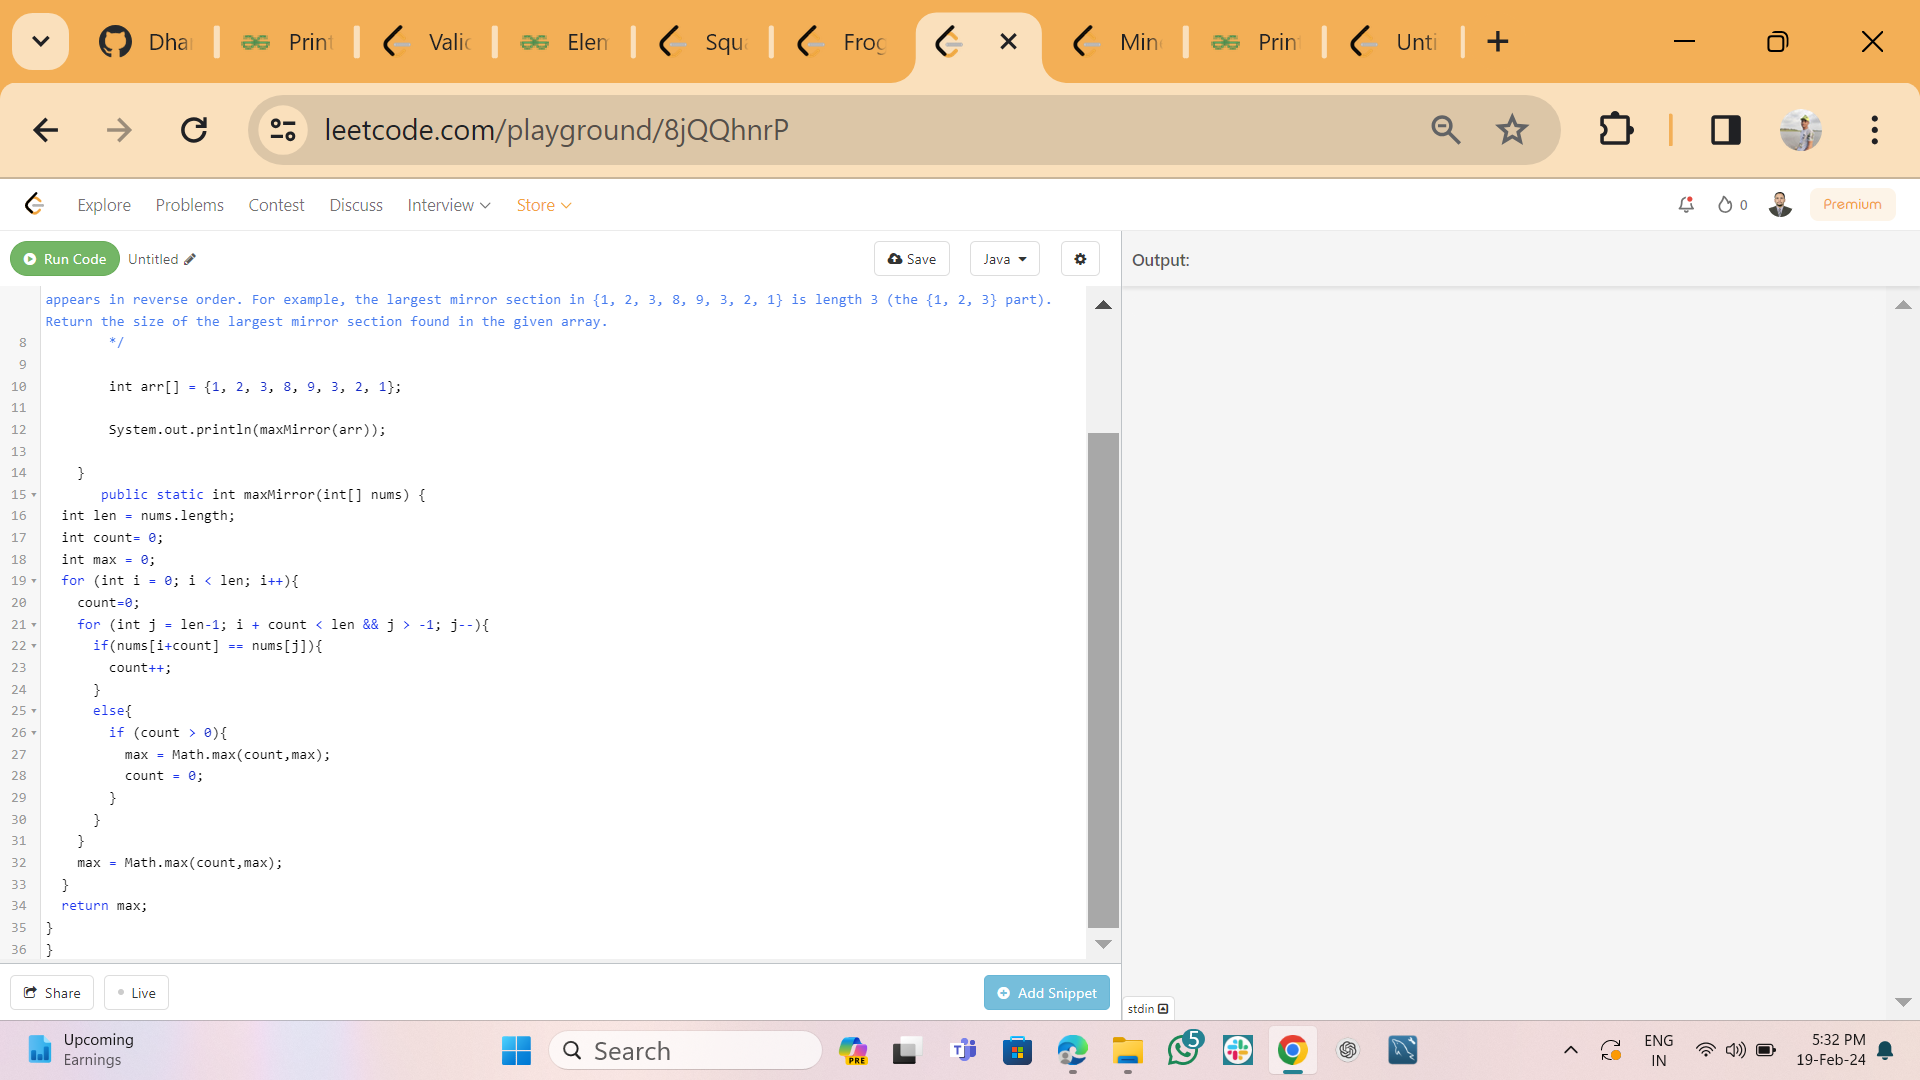 Dha
Print
Valid
Elem
Squa
Frog
Mini
Print
Unti
leetcode.com/playground/8jQQhnrP
Explore
Problems
Contest
Discuss
Interview
Store
0
Premium
Run Code
Untitled
Save
Java
Output:
appears in reverse order. For example, the largest mirror section in {1, 2, 3, 8, 9, 3, 2, 1} is length 3 (the {1, 2, 3} part).
Return the size of the largest mirror section found in the given array.
8 */
9
10 int arr[] = {1, 2, 3, 8, 9, 3, 2, 1};
11
12 System.out.println(maxMirror(arr));
13
14 }
15 public static int maxMirror(int[] nums) {
16 int len = nums.length;
17 int count= 0;
18 int max = 0;
19 for (int i = 0; i < len; i++){
20 count=0;
21 for (int j = len-1; i + count < len && j > -1; j--){
22 if(nums[i+count] == nums[j]){
23 count++;
24 }
25 else{
26 if (count > 0){
27 max = Math.max(count,max);
28 count = 0;
29 }
30 }
31 }
32 max = Math.max(count,max);
33 }
34 return max;
35 }
36 }
Share
Live
Add Snippet
stdin
Upcoming
Earnings
Search
PRE
5
ENG
IN
5:32 PM
19-Feb-24